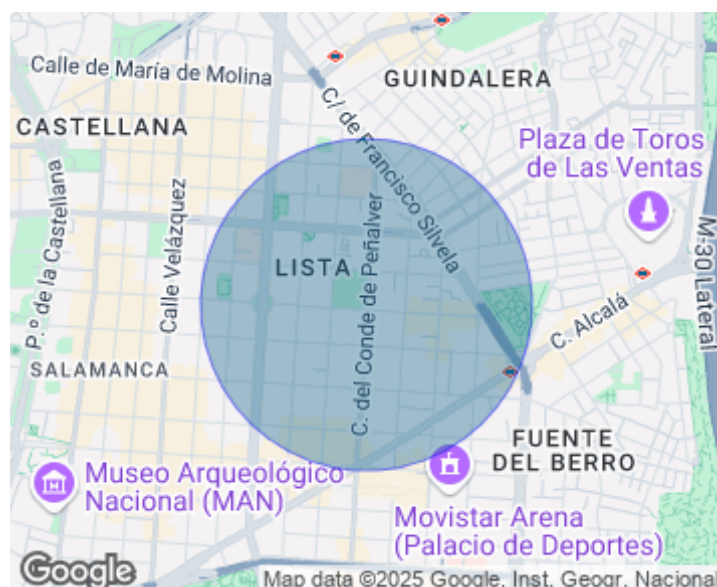 Calle de María de Molina
GUINDALERA
CASTELLANA
C/ de Francisco Silvela
Plaza de Toros
de Las Ventas
P.º de la Castellana
Calle Velázquez
C. del Conde de Peñalver
LISTA
M-30 Lateral
C. Alcalá
SALAMANCA
FUENTE
DEL BERRO
Museo Arqueológico
Nacional (MAN)
Movistar Arena
(Palacio de Deportes)
Google
Map data ©2025 Google, Inst. Geogr. Nacional